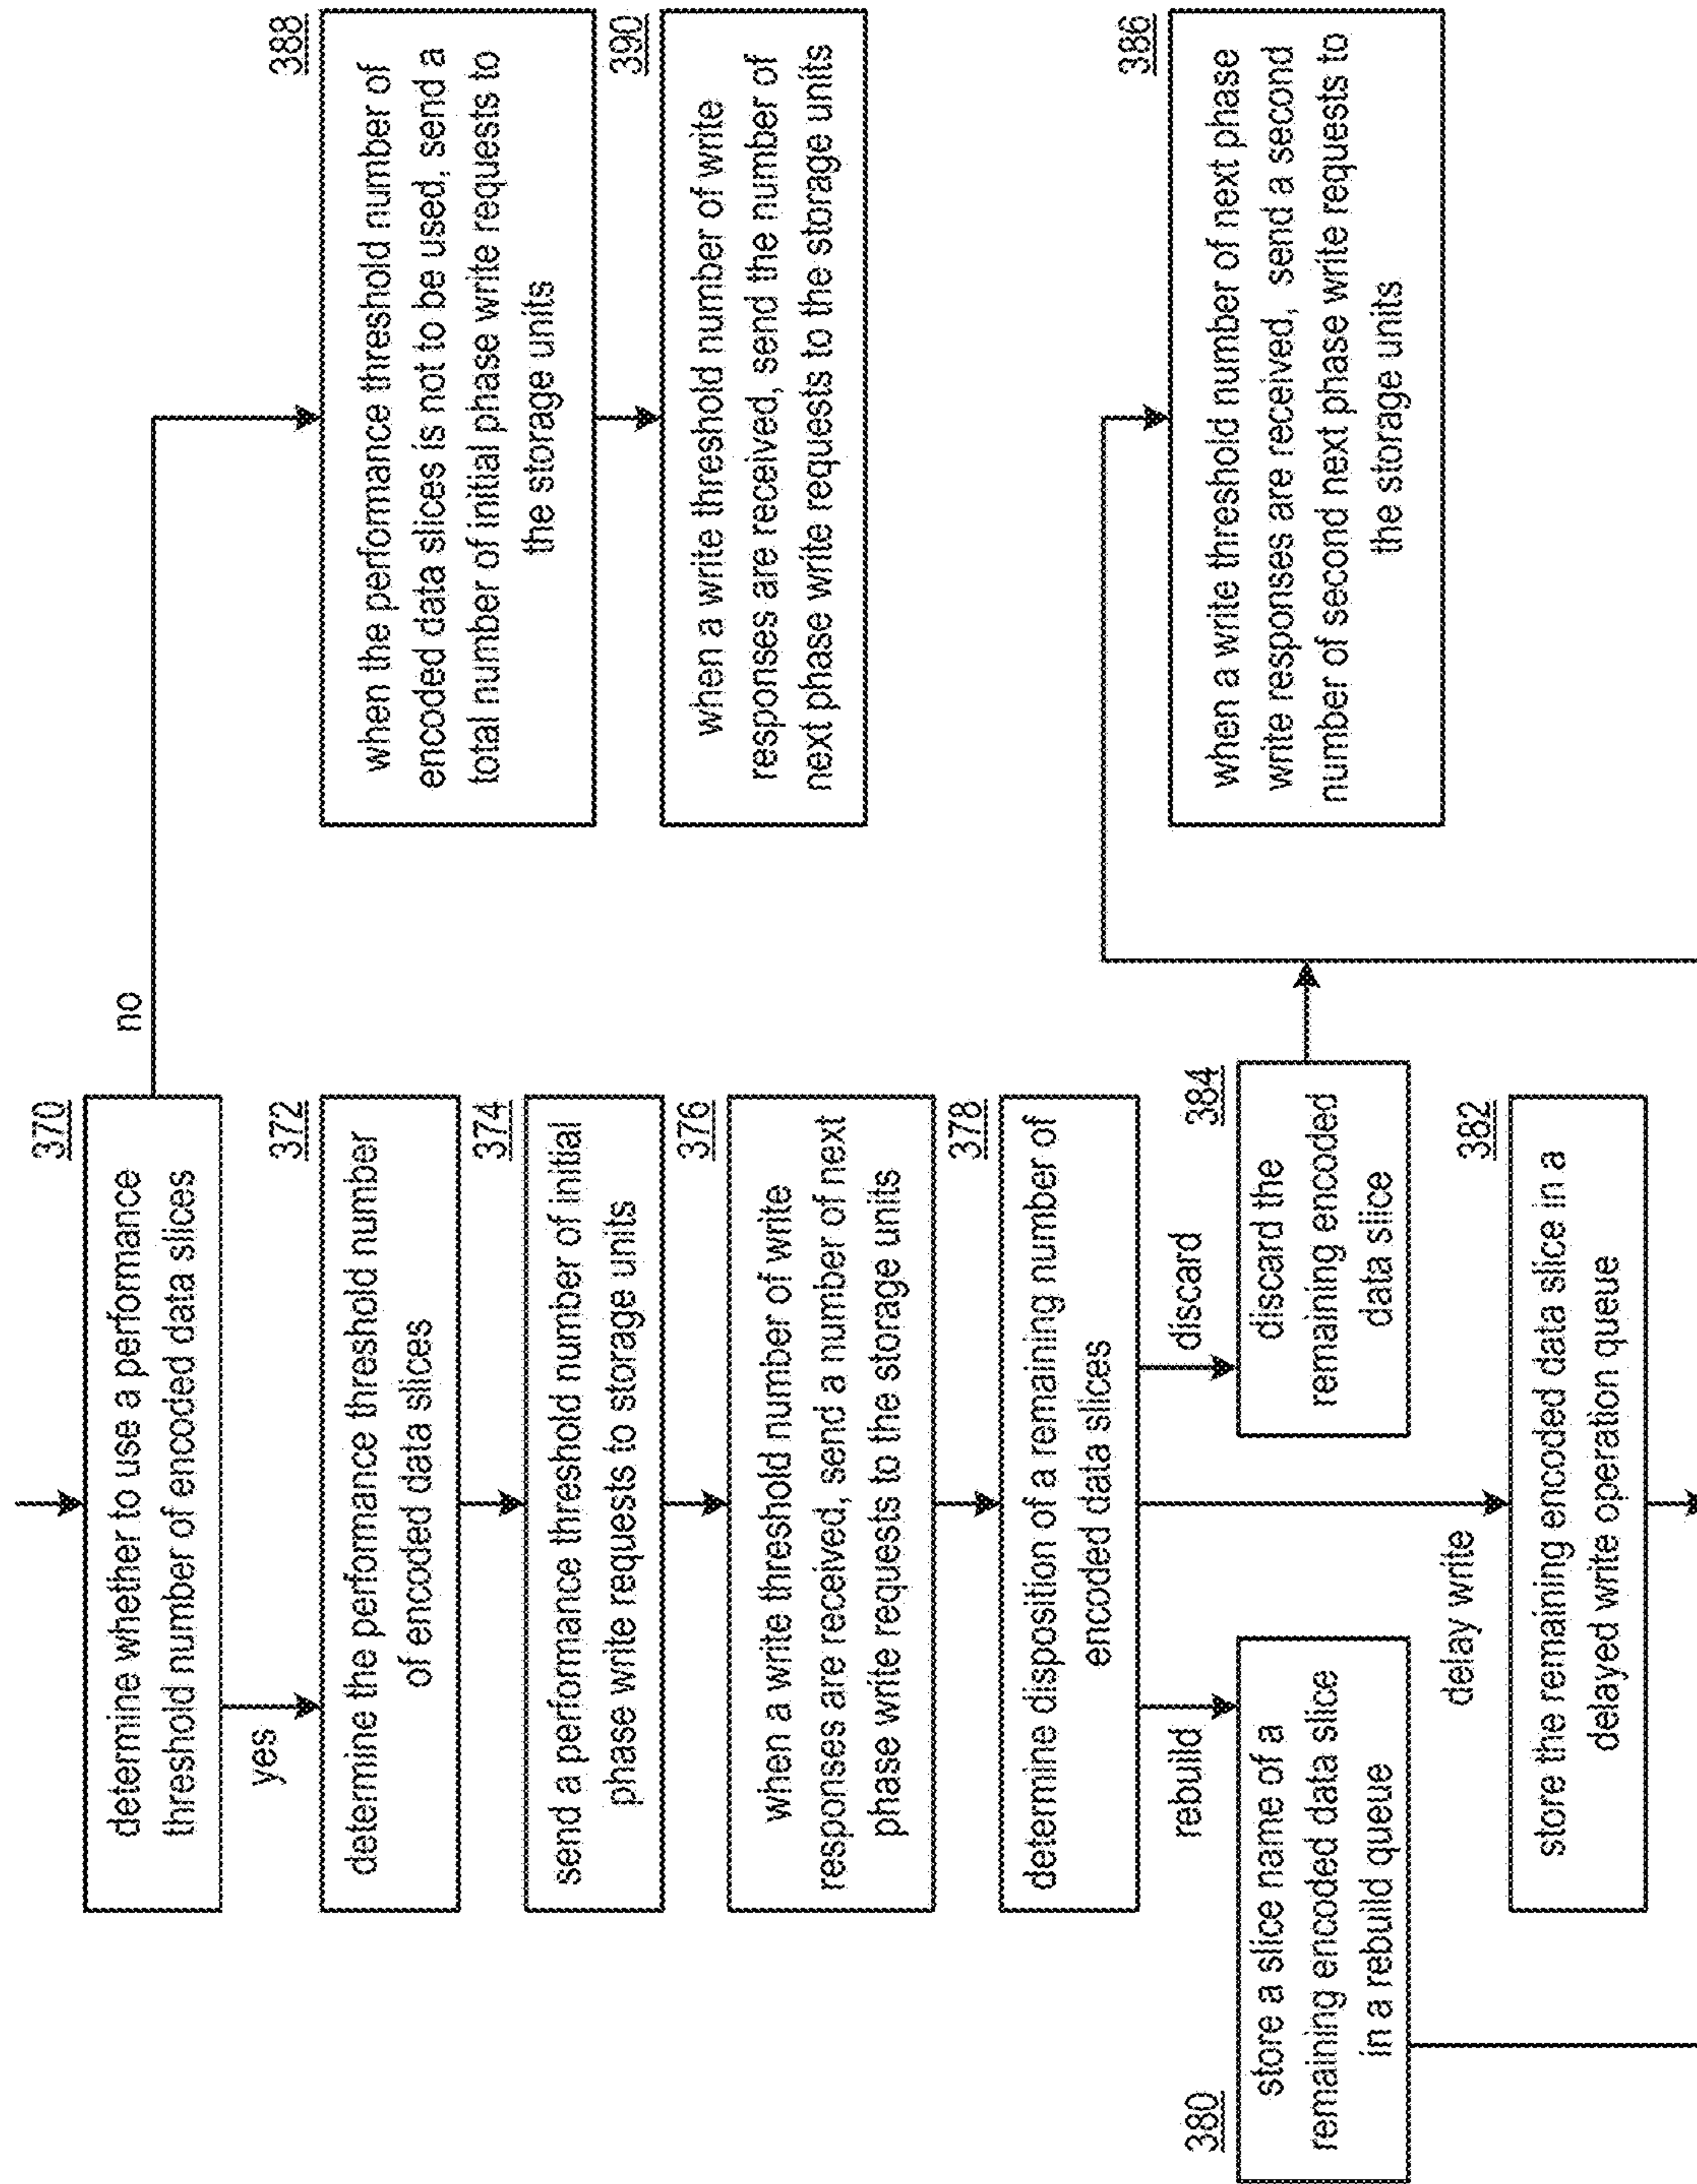 370
determine whether to use a perfomance
threshold number of encoded data slices
no
yes
372
determine the performance threshold number
of encoded data slices
374
send a performance threshold number of initial
phase write requests to storage units
376
when a write threshold number of write
responses are received, send a number of next
phase write requests to the storage units
378
determine disposition of a remaining number of
encoded data slices
rebuild
delay write
discard
380
store a slice name of a
remaining encoded data slice
in a rebuild queue
384
discard the
remaining encoded
data slice
382
store the remaining encoded data slice in a
delayed write operation queue
388
when the performance threshold number of
encoded data slices is not to be used, send a
total number of initial phase write requests to
the storage units
390
when a write threshold number of write
responses are received, send the number of
next phase write requests to the storage units
386
when a write threshold number of next phase
write responses are received, send a second
number of second next phase write requests to
the storage units